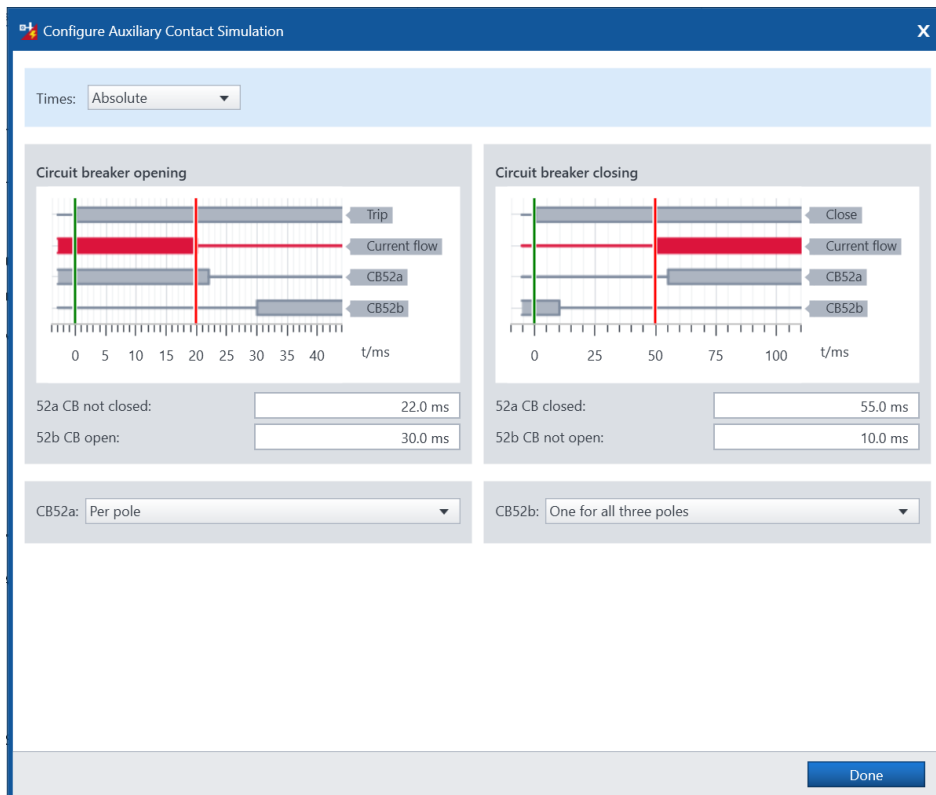 Configure Auxiliary Contact Simulation
X
Times: Absolute
Circuit breaker opening
Trip
Current flow
CB52a
CB52b
0 5 10 15 20 25 30 35 40 t/ms
52a CB not closed: 22.0 ms
52b CB open: 30.0 ms
Circuit breaker closing
Close
Current flow
CB52a
CB52b
0 25 50 75 100 t/ms
52a CB closed: 55.0 ms
52b CB not open: 10.0 ms
CB52a: Per pole
CB52b: One for all three poles
Done